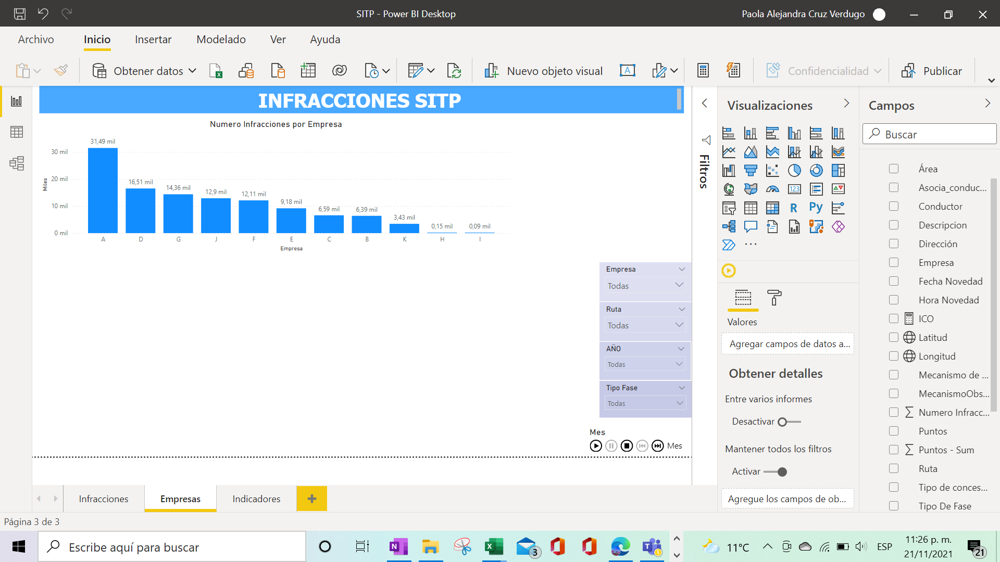 SITP - Power BI Desktop
Paola Alejandra Cruz Verdugo
Archivo Inicio Insertar Modelado Ver Ayuda
Obtener datos
Nuevo objeto visual
A
Confidencialidad
Publicar
INFRACCIONES SITP
Numero Infracciones por Empresa
Miles
30 mil
20 mil
10 mil
0 mil
31,49 mil
16,51 mil
14,36 mil
12,9 mil
12,11 mil
9,18 mil
6,59 mil
6,39 mil
3,43 mil
0,15 mil
0,09 mil
A D G J F E C B K H I
Empresa
Empresa
Todas
Ruta
Todas
AÑO
Todas
Tipo Fase
Todas
Mes
Mes
Filtros
Visualizaciones
123
R
Py
···
Valores
Agregar campos de datos a...
Obtener detalles
Entre varios informes
Desactivar
Mantener todos los filtros
Activar
Agregue los campos de ob...
Campos
Buscar
Área
Asocia_conduc...
Conductor
Descripcion
Dirección
Empresa
Fecha Novedad
Hora Novedad
ICO
Latitud
Longitud
Mecanismo de ...
MecanismoObs...
Numero Infracc...
Puntos
Puntos - Sum
Ruta
Tipo de conces...
Tipo De Fase
Infracciones Empresas Indicadores
Página 3 de 3
Escribe aquí para buscar
3
11°C
ESP
11:26 p. m.
21/11/2021
21